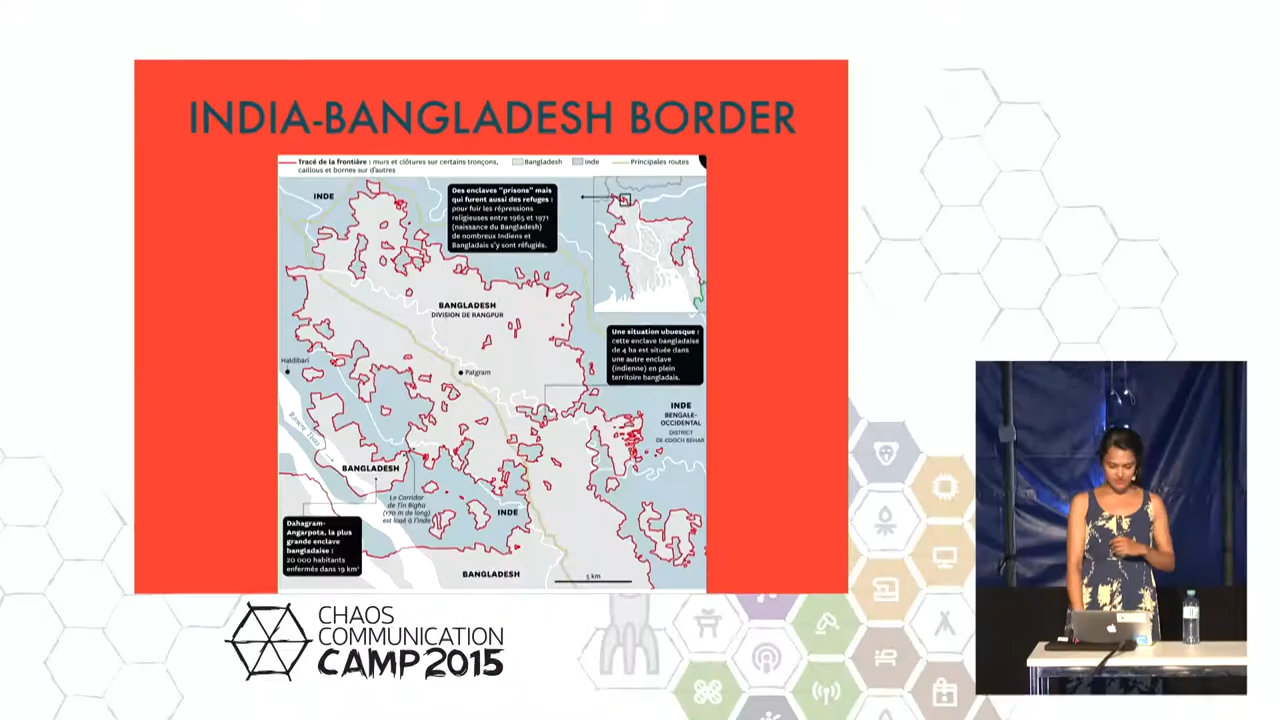 INDIA-BANGLADESH BORDER
Tracé de la frontière : murs et clôtures sur certains tronçons,
caillous et bornes sur d'autres
Bangladesh
Inde
Principales routes
INDE
Des enclaves "prisons" mais
qui furent aussi des refuges :
pour fuir les répressions
religieuses entre 1965 et 1971
(naissance du Bangladesh)
de nombreux Indiens et
Bangladais s'y sont réfugiés.
BANGLADESH
DIVISION DE RANGPUR
Une situation ubuesque :
cette enclave bangladaise
de 4 ha est située dans
une autre enclave
(indienne) en plein
territoire bangladais.
Haldibari
Patgram
INDE
BENGALE-
OCCIDENTAL
DISTRICT
DE COOCH BEHAR
BANGLADESH
Le Corridor
de Tin Bigha
(170 m de long)
est loué à l'Inde
INDE
Dahagram-
Angarpota, la plus
grande enclave
bangladaise :
20 000 habitants
enfermés dans 19 km²
BANGLADESH
5 km
CHAOS
COMMUNICATION
CAMP 2015